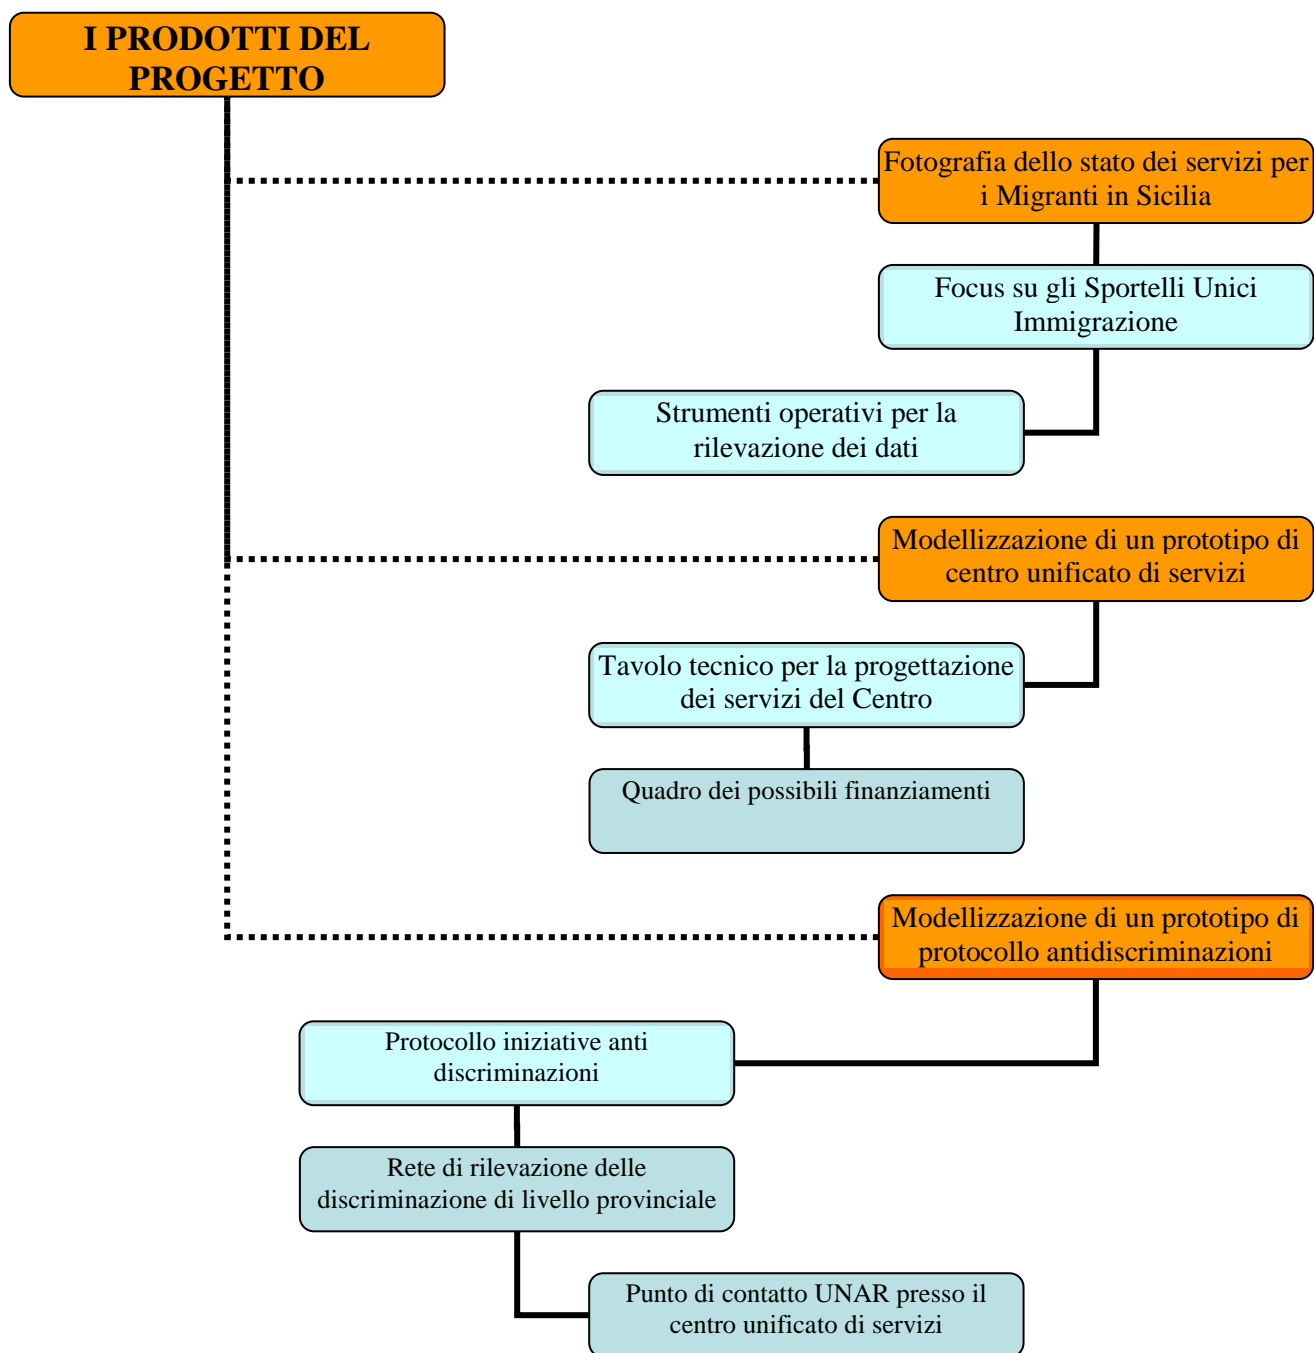 I PRODOTTI DEL
PROGETTO
Fotografia dello stato dei servizi per
i Migranti in Sicilia
Focus su gli Sportelli Unici
Immigrazione
Strumenti operativi per la
rilevazione dei dati
Modellizzazione di un prototipo di
centro unificato di servizi
Tavolo tecnico per la progettazione
dei servizi del Centro
Quadro dei possibili finanziamenti
Modellizzazione di un prototipo di
protocollo antidiscriminazioni
Protocollo iniziative anti
discriminazioni
Rete di rilevazione delle
discriminazione di livello provinciale
Punto di contatto UNAR presso il
centro unificato di servizi